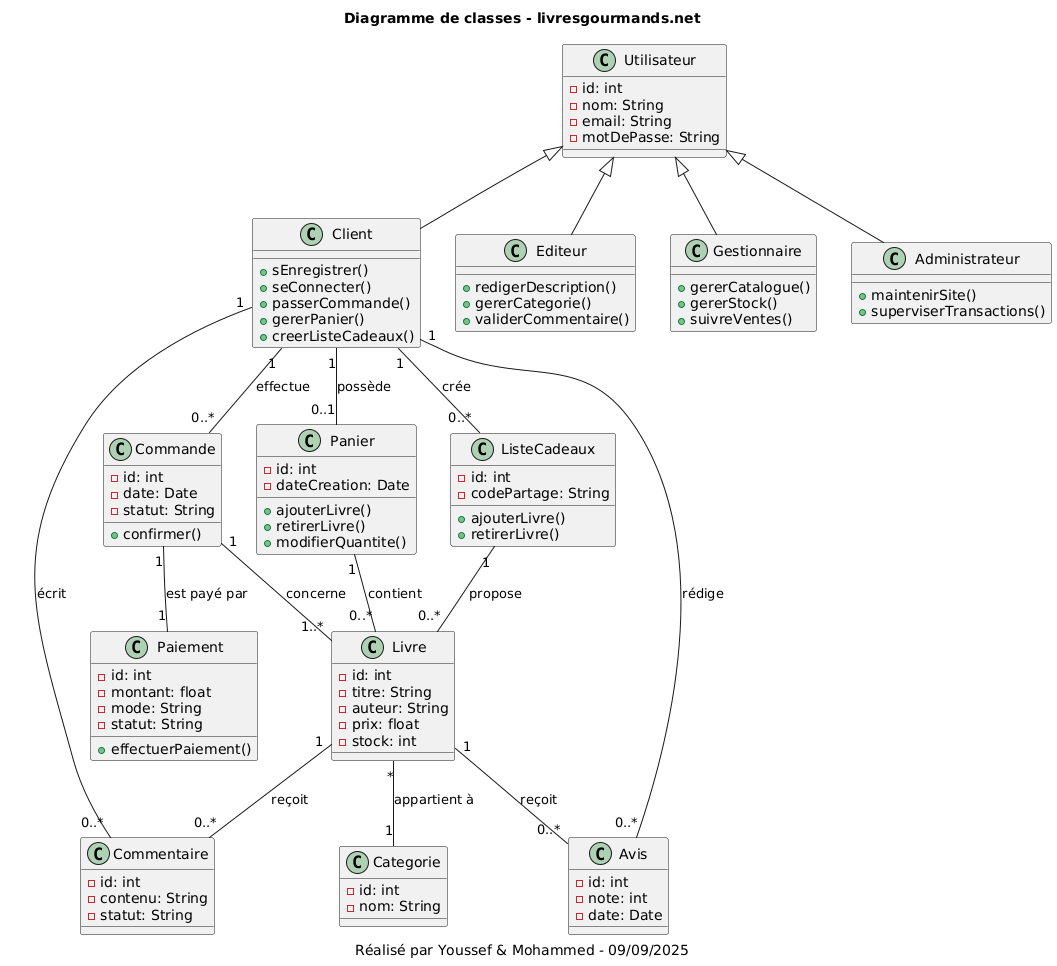 Diagramme de classes - livresgourmands.net
C Utilisateur
id: int
nom: String
email: String
motDePasse: String
C Client
sEnregistrer()
seConnecter()
passerCommande()
gererPanier()
creerListeCadeaux()
C Editeur
redigerDescription()
gererCategorie()
validerCommentaire()
C Gestionnaire
gererCatalogue()
gererStock()
suivreVentes()
C Administrateur
maintenirSite()
superviserTransactions()
1
1
1
1
1
effectue
possède
crée
0..*
0..1
0..*
C Commande
id: int
date: Date
statut: String
confirmer()
C Panier
id: int
dateCreation: Date
ajouterLivre()
retirerLivre()
modifierQuantite()
C ListeCadeaux
id: int
codePartage: String
ajouterLivre()
retirerLivre()
1
1
1
1
écrit
est payé par
concerne
contient
propose
rédige
1
1..*
0..*
0..*
C Paiement
id: int
montant: float
mode: String
statut: String
effectuerPaiement()
C Livre
id: int
titre: String
auteur: String
prix: float
stock: int
1
*
1
reçoit
appartient à
reçoit
0..*
0..*
1
0..*
0..*
C Commentaire
id: int
contenu: String
statut: String
C Categorie
id: int
nom: String
C Avis
id: int
note: int
date: Date
Réalisé par Youssef & Mohammed - 09/09/2025